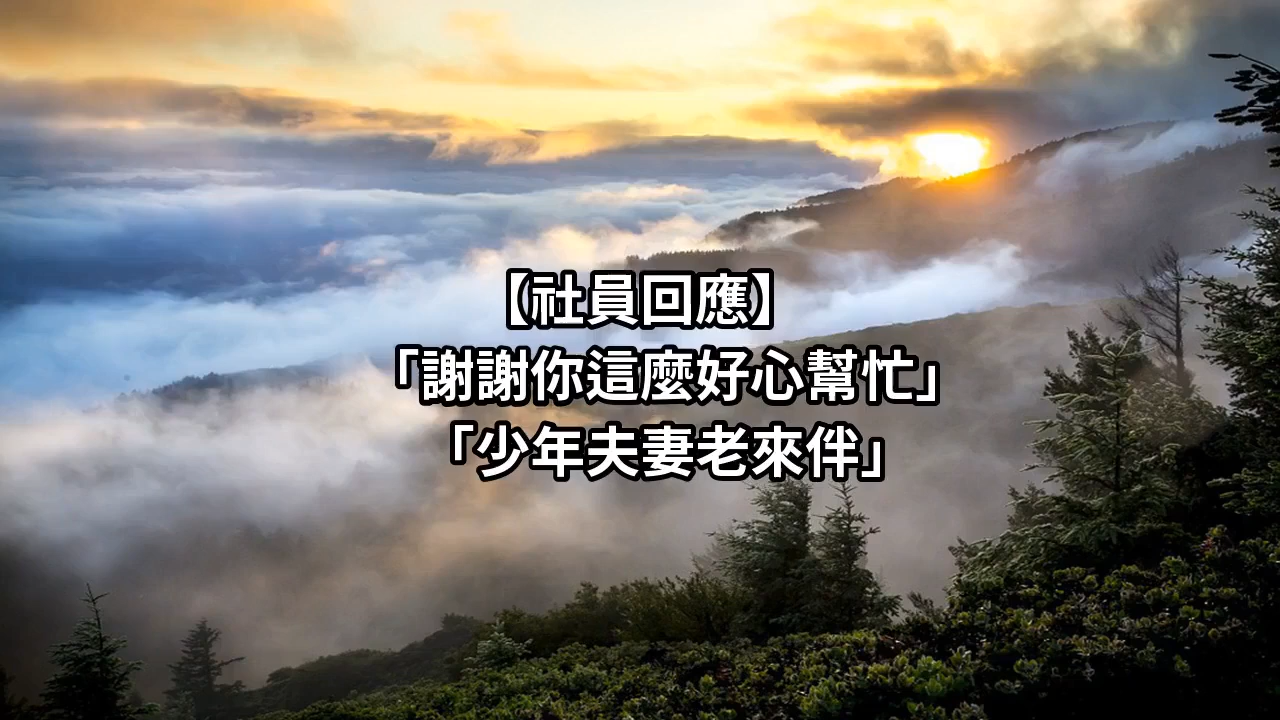 【社員回應】
「謝謝你這麼好心幫忙」
「少年夫妻老來伴」